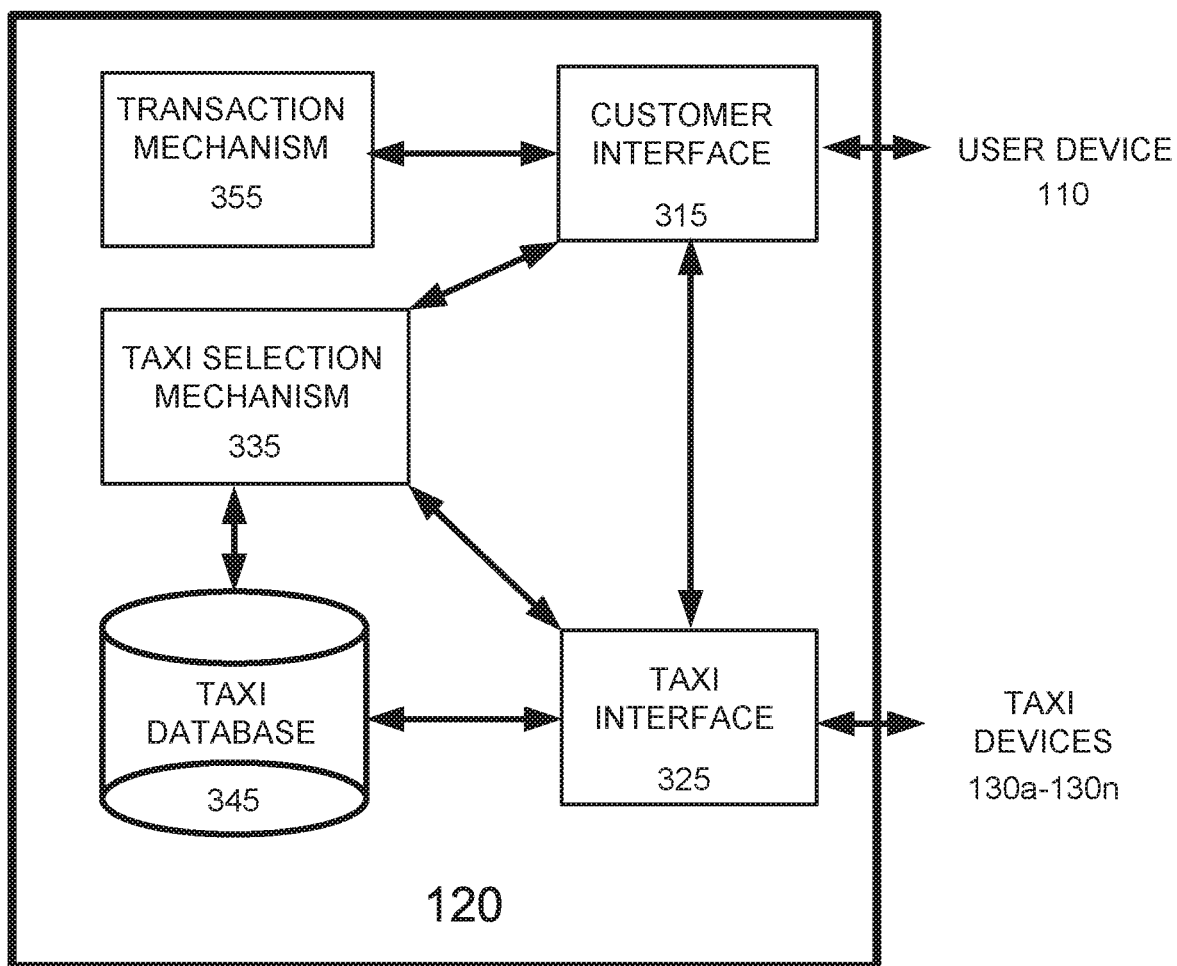 TRANSACTION
MECHANISM
355
CUSTOMER
INTERFACE
315
USER DEVICE
110
TAXI SELECTION
MECHANISM
335
TAXI
DATABASE
345
TAXI
INTERFACE
325
TAXI
DEVICES
130a-130n
120